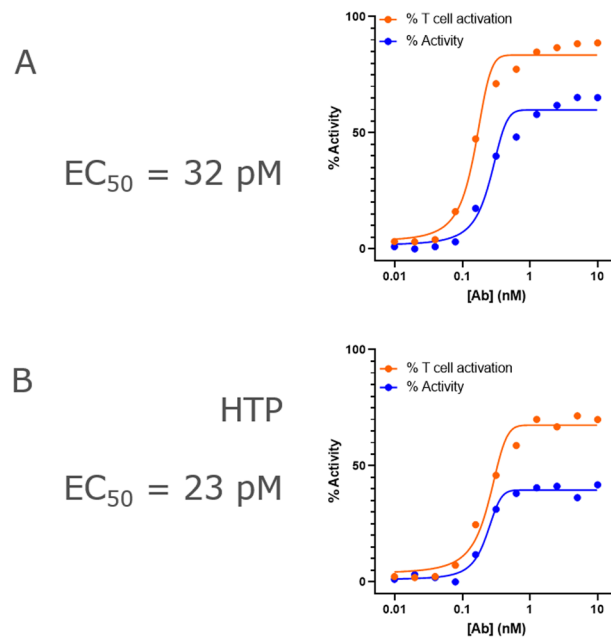 A
EC50 = 32 pM
100
50
0
% Activity
% T cell activation
% Activity
0.01
0.1
1
10
[Ab] (nM)
B
HTP
EC50 = 23 pM
100
50
0
% Activity
% T cell activation
% Activity
0.01
0.1
1
10
[Ab] (nM)